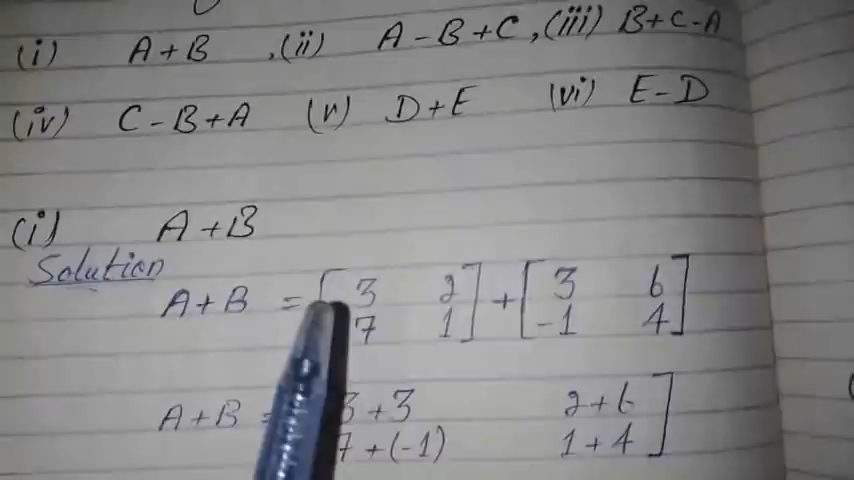 (i) A+B ,(ii) A-B+C ,(iii) B+C-A
(iv) C-B+A (v) D+E (vi) E-D
(i) A+B
Solution
A+B = [3 2] + [3 6]
7 1 -1 4
A+B = 3+3 2+6
7+(-1) 1+4